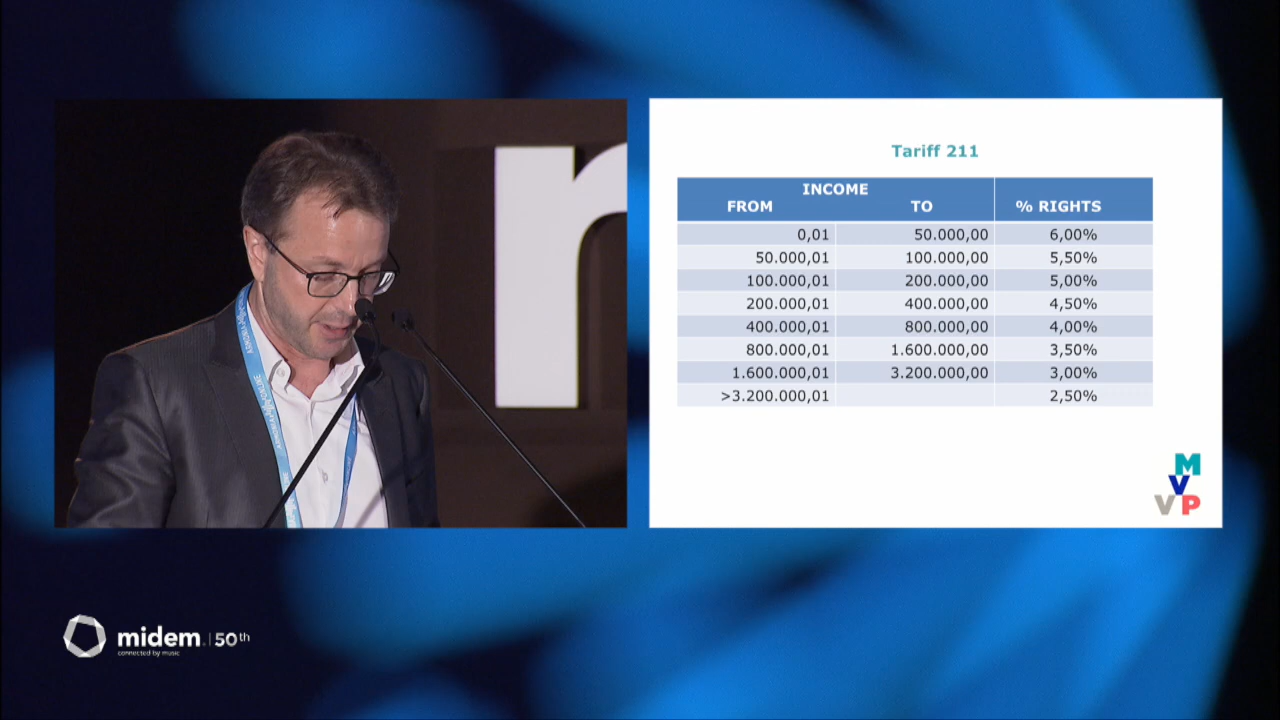 Tariff 211
INCOME
FROM TO % RIGHTS
0,01 50.000,00 6,00%
50.000,01 100.000,00 5,50%
100.000,01 200.000,00 5,00%
200.000,01 400.000,00 4,50%
400.000,01 800.000,00 4,00%
800.000,01 1.600.000,00 3,50%
1.600.000,01 3.200.000,00 3,00%
>3.200.000,01 2,50%
M
V
V P
midem. | 50th
connected by music